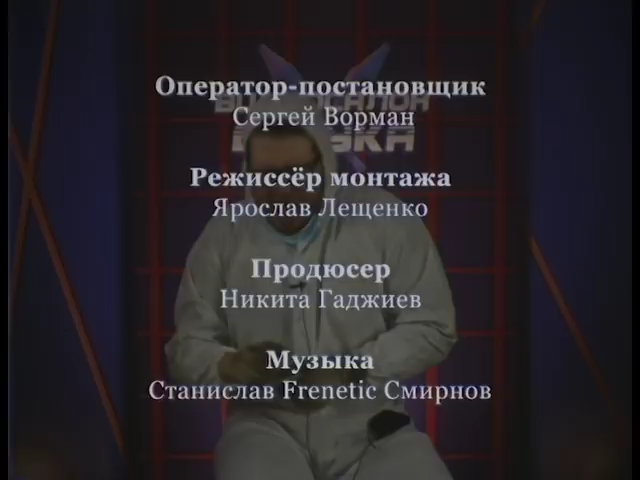 Оператор-постановщик
Сергей Ворман
Режиссёр монтажа
Ярослав Лещенко
Продюсер
Никита Гаджиев
Музыка
Станислав Frenetic Смирнов